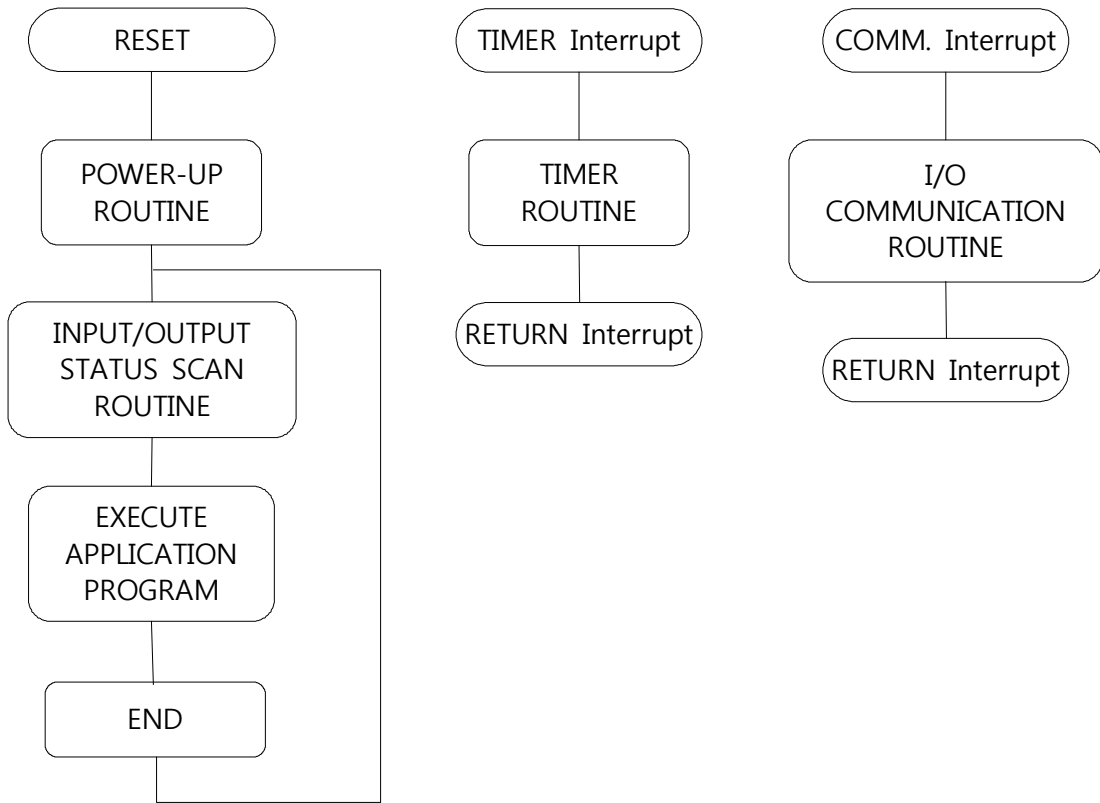 RESET
POWER-UP
ROUTINE
INPUT/OUTPUT
STATUS SCAN
ROUTINE
EXECUTE
APPLICATION
PROGRAM
END
TIMER Interrupt
TIMER
ROUTINE
RETURN Interrupt
COMM. Interrupt
I/O
COMMUNICATION
ROUTINE
RETURN Interrupt